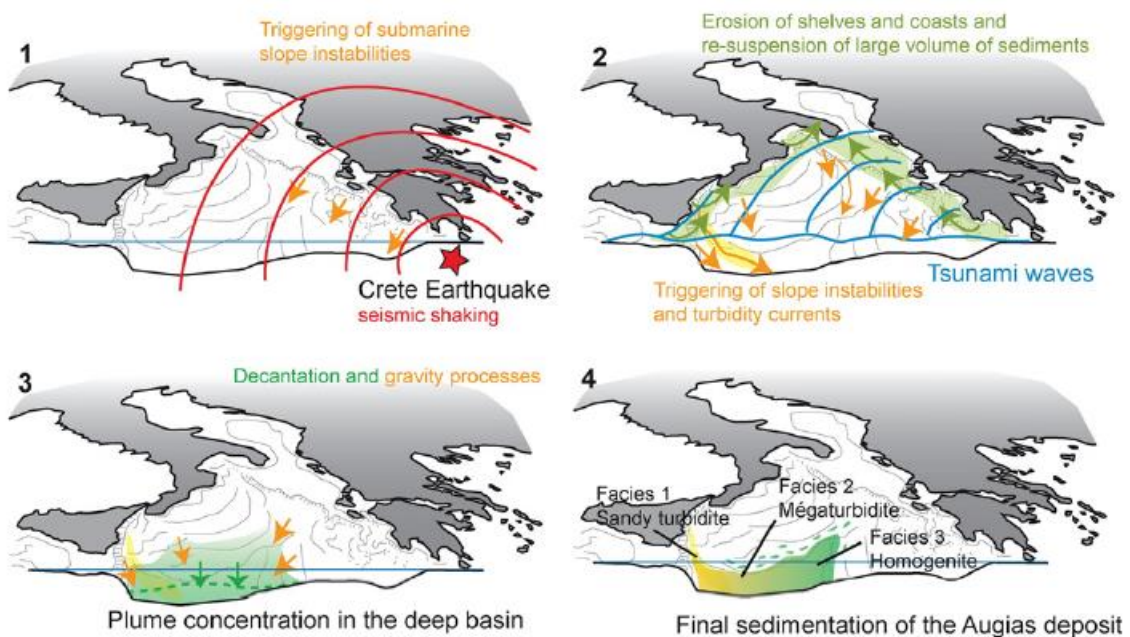 1
Triggering of submarine
slope instabilities
Crete Earthquake
seismic shaking
2
Erosion of shelves and coasts and
re-suspension of large volume of sediments
Tsunami waves
Triggering of slope instabilities
and turbidity currents
3
Decantation and gravity processes
Plume concentration in the deep basin
4
Facies 1
Sandy turbidite
Facies 2
Mégaturbidite
Facies 3
Homogenite
Final sedimentation of the Augias deposit